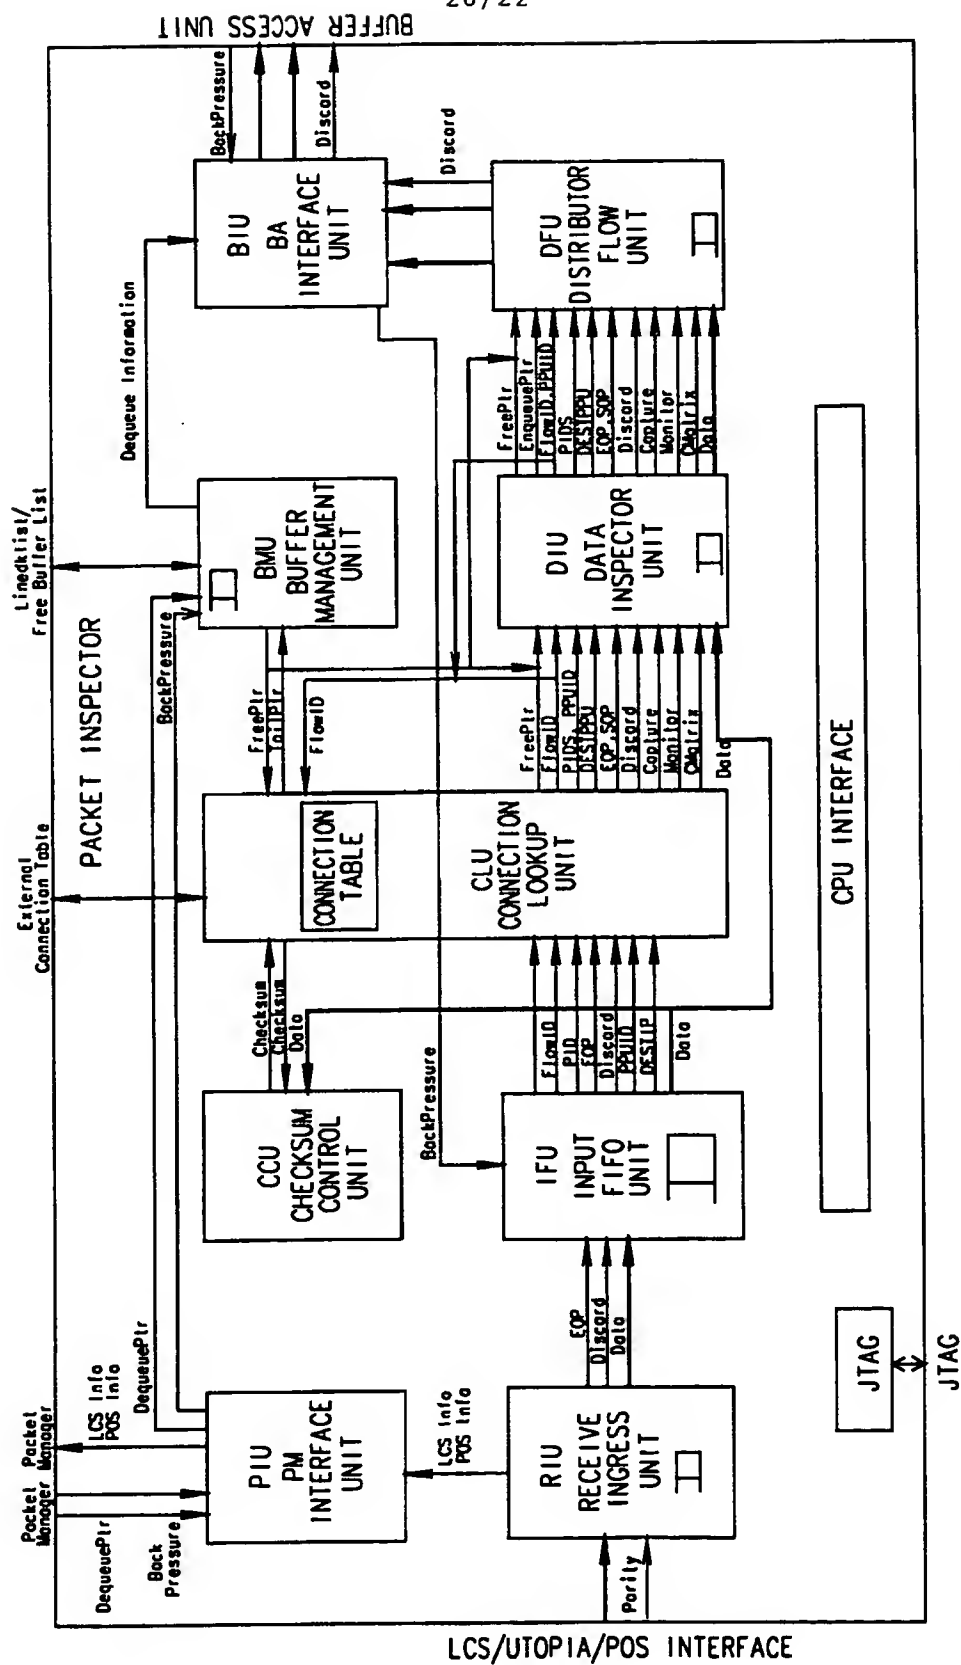 20/22
BUFFER ACCESS UNIT
BackPressure
Discard
BIU
BA
INTERFACE
UNIT
Discard
DFU
DISTRIBUTOR
FLOW
UNIT
Dequeue Information
FreePtr
EnqueuePtr
FlowID,PPUID
PIDS
DESTPPU
EOP,SOP
Discard
Capture
Monitor
CMatrix
Data
Linedklist/
Free Buffer List
PACKET INSPECTOR
BackPressure
BMU
BUFFER
MANAGEMENT
UNIT
DIU
DATA
INSPECTOR
UNIT
FreePtr
TailPtr
FlowID
FreePtr
FlowID
PIDS, PPUID
DESTPPU
EOP,SOP
Discard
Capture
Monitor
CMatrix
Data
External
Connection Table
CONNECTION
TABLE
CLU
CONNECTION
LOOKUP
UNIT
CPU INTERFACE
Checksum
Checksum
Data
FlowID
PID
EOP
Discard
PPUID
DESTIP
Data
BackPressure
CCU
CHECKSUM
CONTROL
UNIT
IFU
INPUT
FIFO
UNIT
EOP
Discard
Data
DequeuePtr
LCS Info
POS Info
Packet
Manager
Packet
Manager
PIU
PM
INTERFACE
UNIT
LCS Info
POS Info
RIU
RECEIVE
INGRESS
UNIT
JTAG
JTAG
DequeuePtr
Back
Pressure
Parity
LCS/UTOPIA/POS INTERFACE